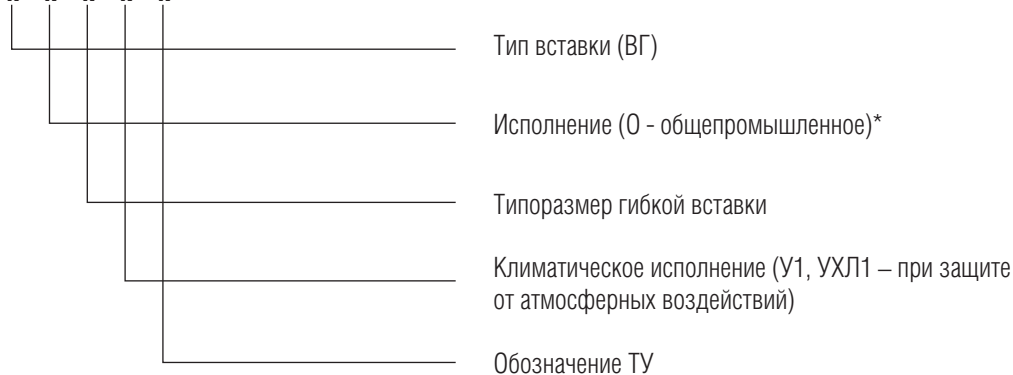 Тип вставки (ВГ)
Исполнение (О - общепромышленное)*
Типоразмер гибкой вставки
Климатическое исполнение (У1, УХЛ1 – при защите
от атмосферных воздействий)
Обозначение ТУ